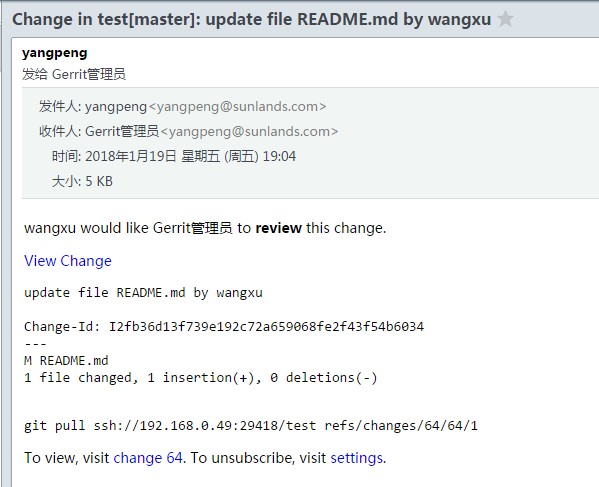 Change in test[master]: update file README.md by wangxu
yangpeng
发给 Gerrit管理员
发件人: yangpeng<yangpeng@sunlands.com>
收件人: Gerrit管理员<yangpeng@sunlands.com>
时间: 2018年1月19日 星期五 (周五) 19:04
大小: 5 KB
wangxu would like Gerrit管理员 to review this change.
View Change
update file README.md by wangxu
Change-Id: I2fb36d13f739e192c72a659068fe2f43f54b6034
---
M README.md
1 file changed, 1 insertion(+), 0 deletions(-)
git pull ssh://192.168.0.49:29418/test refs/changes/64/64/1
To view, visit change 64. To unsubscribe, visit settings.